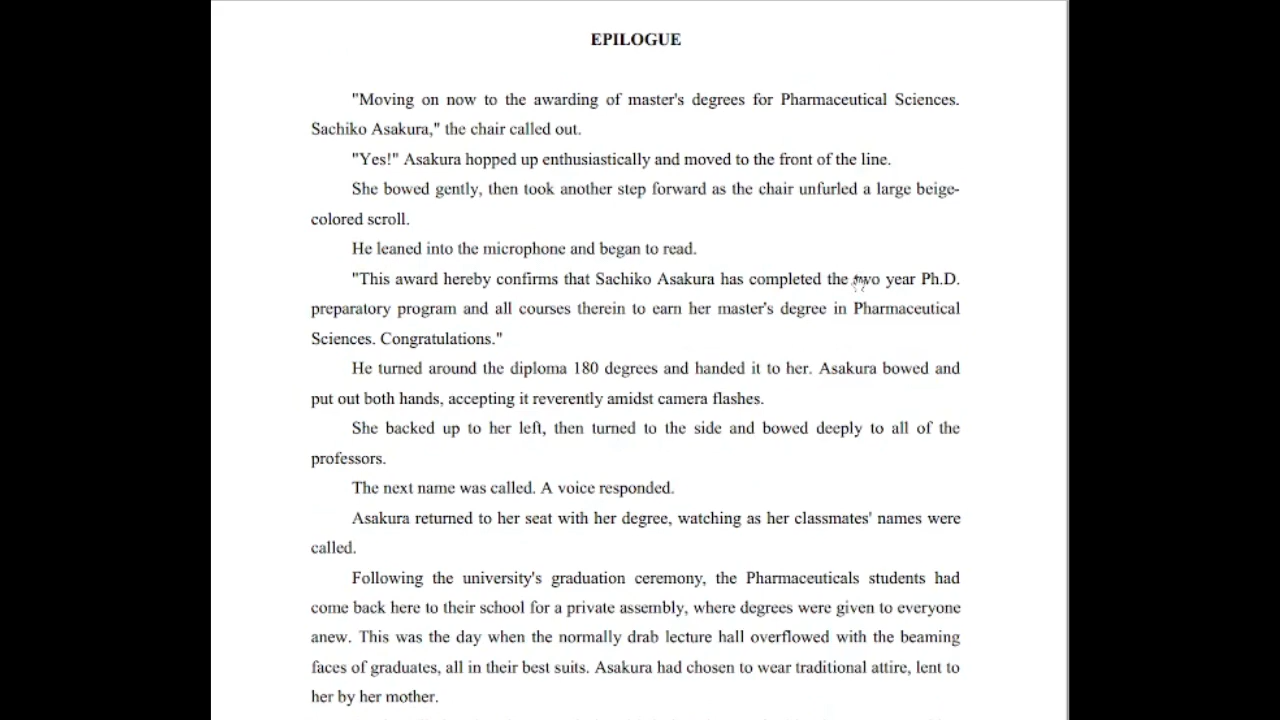 EPILOGUE
"Moving on now to the awarding of master's degrees for Pharmaceutical Sciences.
Sachiko Asakura," the chair called out.
"Yes!" Asakura hopped up enthusiastically and moved to the front of the line.
She bowed gently, then took another step forward as the chair unfurled a large beige-
colored scroll.
He leaned into the microphone and began to read.
"This award hereby confirms that Sachiko Asakura has completed the two year Ph.D.
preparatory program and all courses therein to earn her master's degree in Pharmaceutical
Sciences. Congratulations."
He turned around the diploma 180 degrees and handed it to her. Asakura bowed and
put out both hands, accepting it reverently amidst camera flashes.
She backed up to her left, then turned to the side and bowed deeply to all of the
professors.
The next name was called. A voice responded.
Asakura returned to her seat with her degree, watching as her classmates' names were
called.
Following the university's graduation ceremony, the Pharmaceuticals students had
come back here to their school for a private assembly, where degrees were given to everyone
anew. This was the day when the normally drab lecture hall overflowed with the beaming
faces of graduates, all in their best suits. Asakura had chosen to wear traditional attire, lent to
her by her mother.